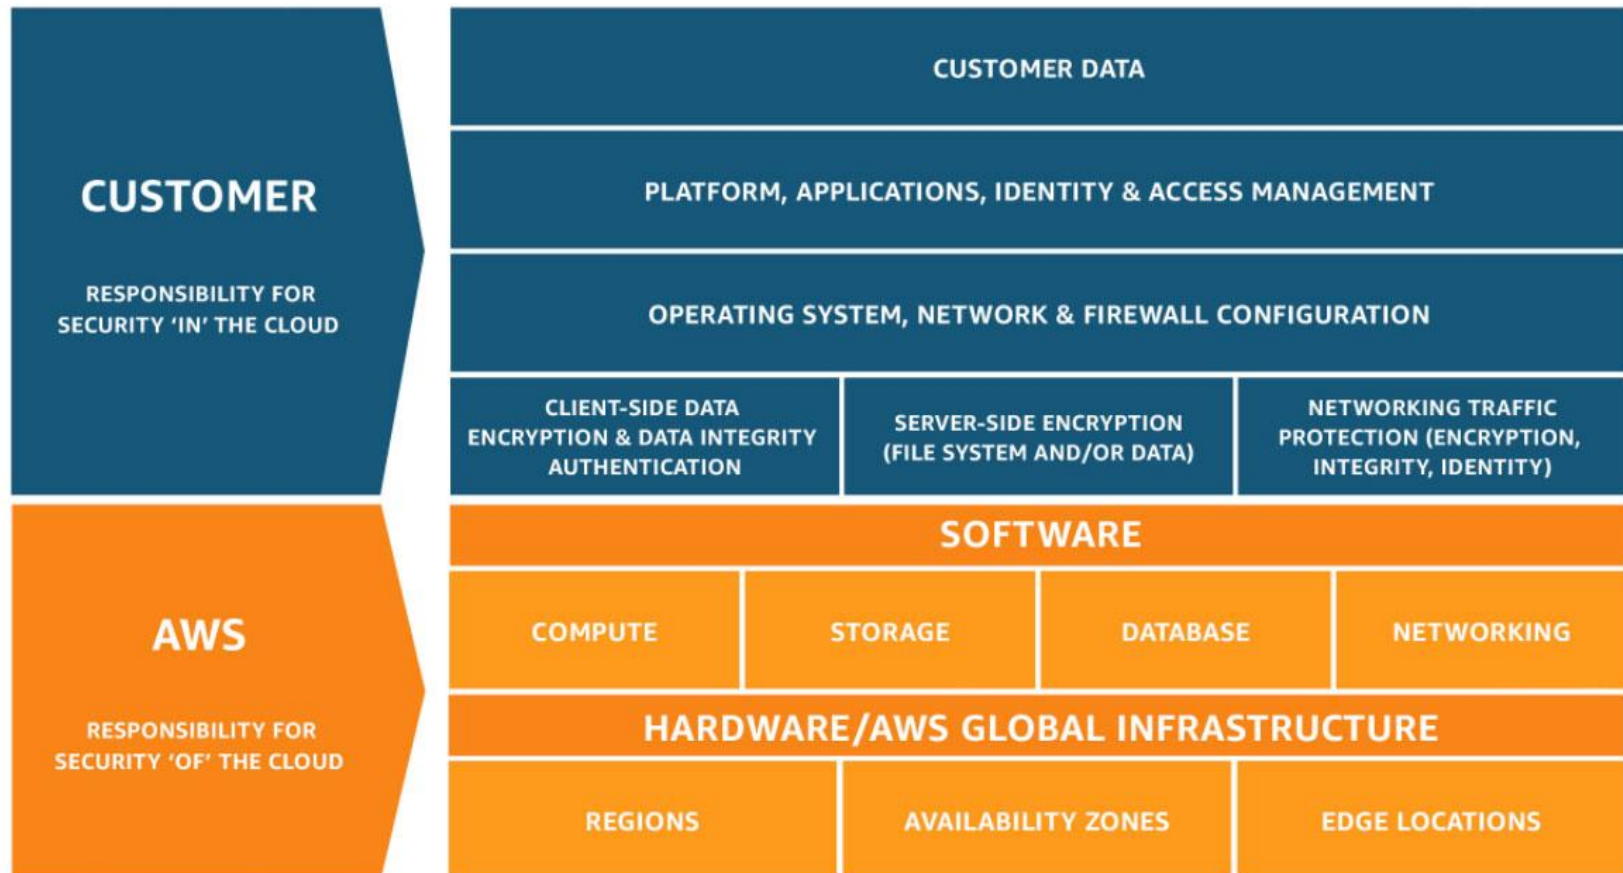 CUSTOMER
RESPONSIBILITY FOR
SECURITY ‘IN’ THE CLOUD
CUSTOMER DATA
PLATFORM, APPLICATIONS, IDENTITY & ACCESS MANAGEMENT
OPERATING SYSTEM, NETWORK & FIREWALL CONFIGURATION
CLIENT-SIDE DATA
ENCRYPTION & DATA INTEGRITY
AUTHENTICATION
SERVER-SIDE ENCRYPTION
(FILE SYSTEM AND/OR DATA)
NETWORKING TRAFFIC
PROTECTION (ENCRYPTION,
INTEGRITY, IDENTITY)
AWS
RESPONSIBILITY FOR
SECURITY ‘OF’ THE CLOUD
SOFTWARE
COMPUTE
STORAGE
DATABASE
NETWORKING
HARDWARE/AWS GLOBAL INFRASTRUCTURE
REGIONS
AVAILABILITY ZONES
EDGE LOCATIONS